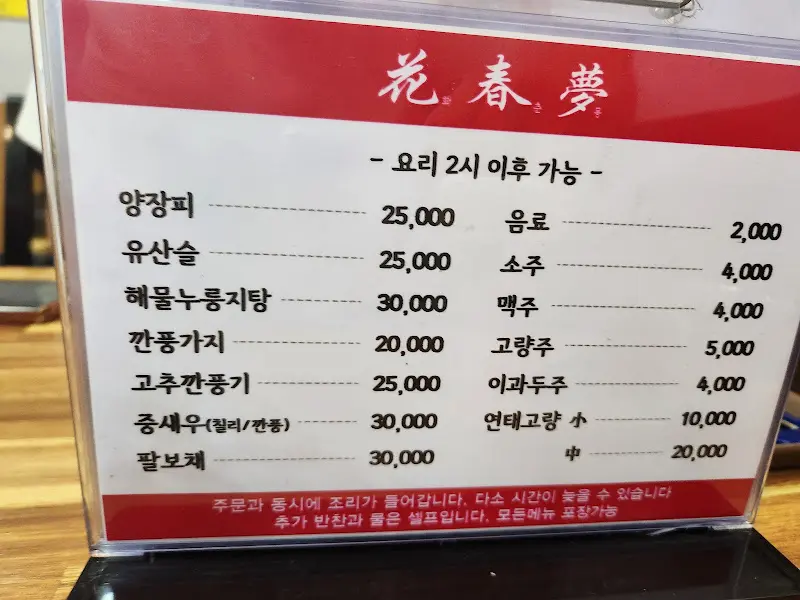 花 화 春 춘 夢 몽
- 요리 2시 이후 가능 -
양장피 25,000
유산슬 25,000
해물누룽지탕 30,000
깐풍가지 20,000
고추깐풍기 25,000
중새우(칠리/깐풍) 30,000
팔보채 30,000
음료 2,000
소주 4,000
맥주 4,000
고량주 5,000
이과두주 4,000
연태고량 小 10,000
中 20,000
주문과 동시에 조리가 들어갑니다. 다소 시간이 늦을 수 있습니다
추가 반찬과 물은 셀프입니다. 모든메뉴 포장가능